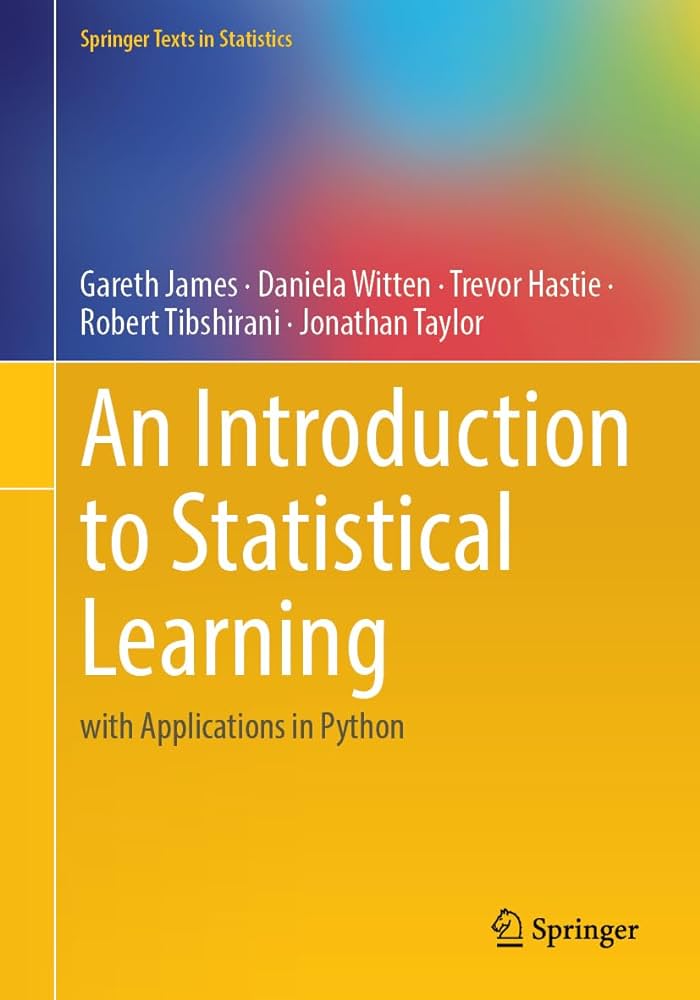 Springer Texts in Statistics
Gareth James · Daniela Witten · Trevor Hastie ·
Robert Tibshirani · Jonathan Taylor
An Introduction
to Statistical
Learning
with Applications in Python
Springer